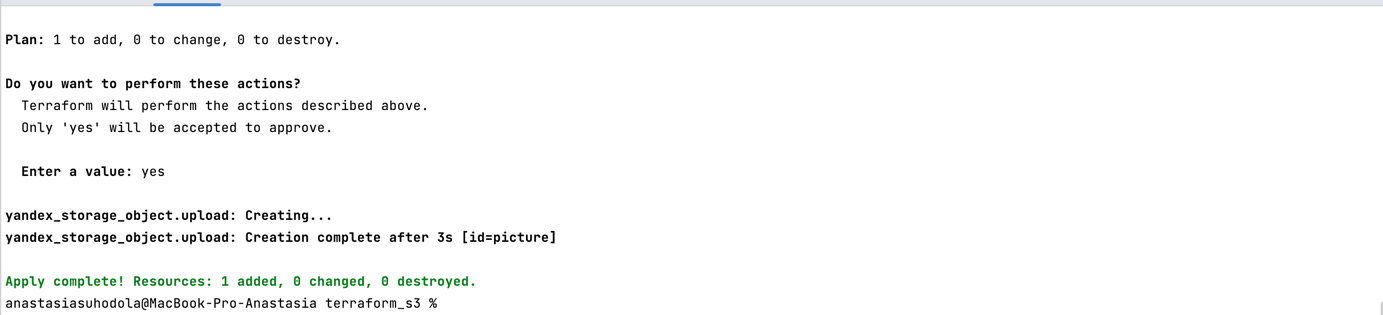 Plan: 1 to add, 0 to change, 0 to destroy.
Do you want to perform these actions?
Terraform will perform the actions described above.
Only 'yes' will be accepted to approve.
Enter a value: yes
yandex_storage_object.upload: Creating...
yandex_storage_object.upload: Creation complete after 3s [id=picture]
Apply complete! Resources: 1 added, 0 changed, 0 destroyed.
anastasiasuhodola@MacBook-Pro-Anastasia terraform_s3 %